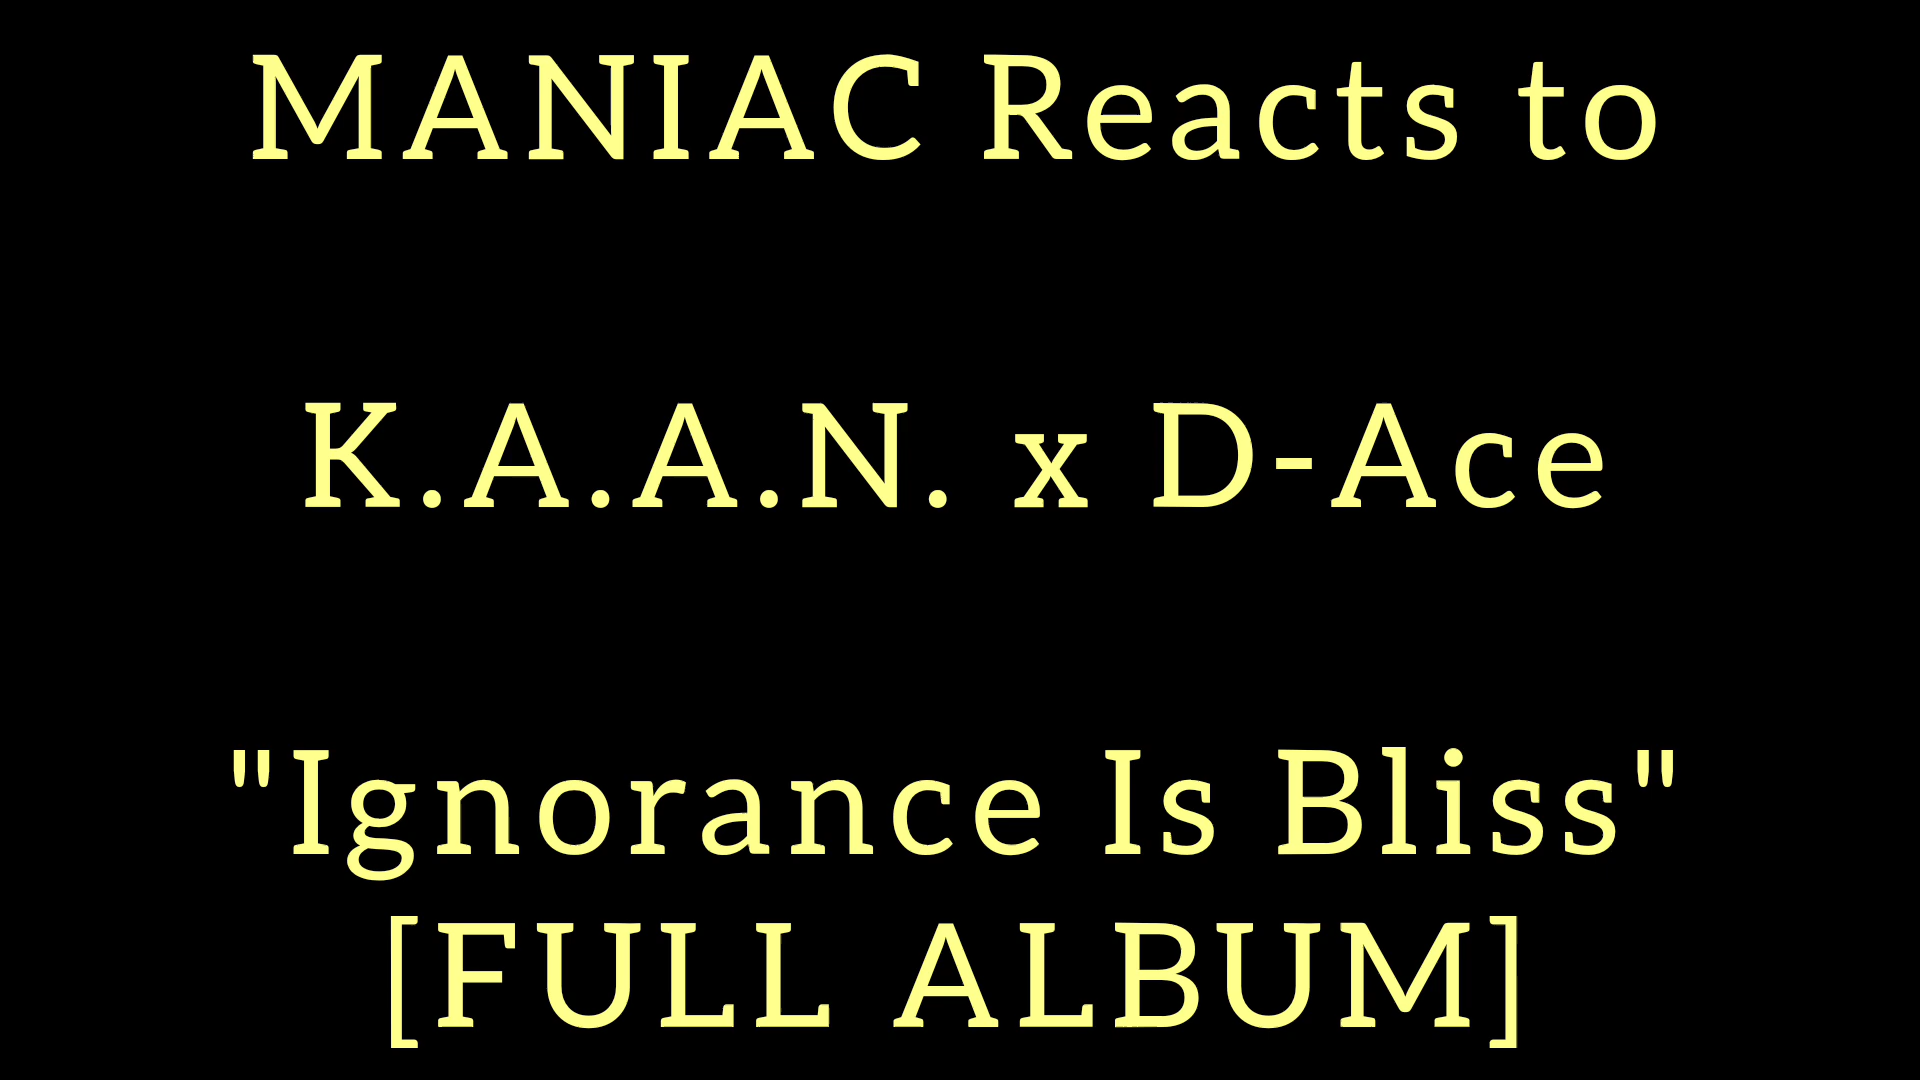 MANIAC Reacts to
K.A.A.N. x D-Ace
"Ignorance Is Bliss"
[FULL ALBUM]